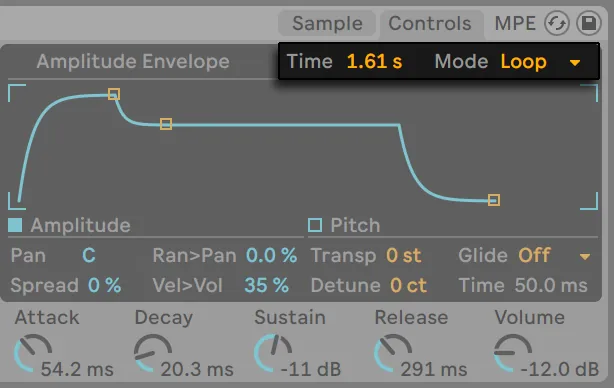 Sample Controls MPE
Amplitude Envelope Time 1.61 s Mode Loop
Amplitude Pitch
Pan C Ran>Pan 0.0 % Transp 0 st Glide Off
Spread 0 % Vel>Vol 35 % Detune 0 ct Time 50.0 ms
Attack Decay Sustain Release Volume
54.2 ms 20.3 ms -11 dB 291 ms -12.0 dB